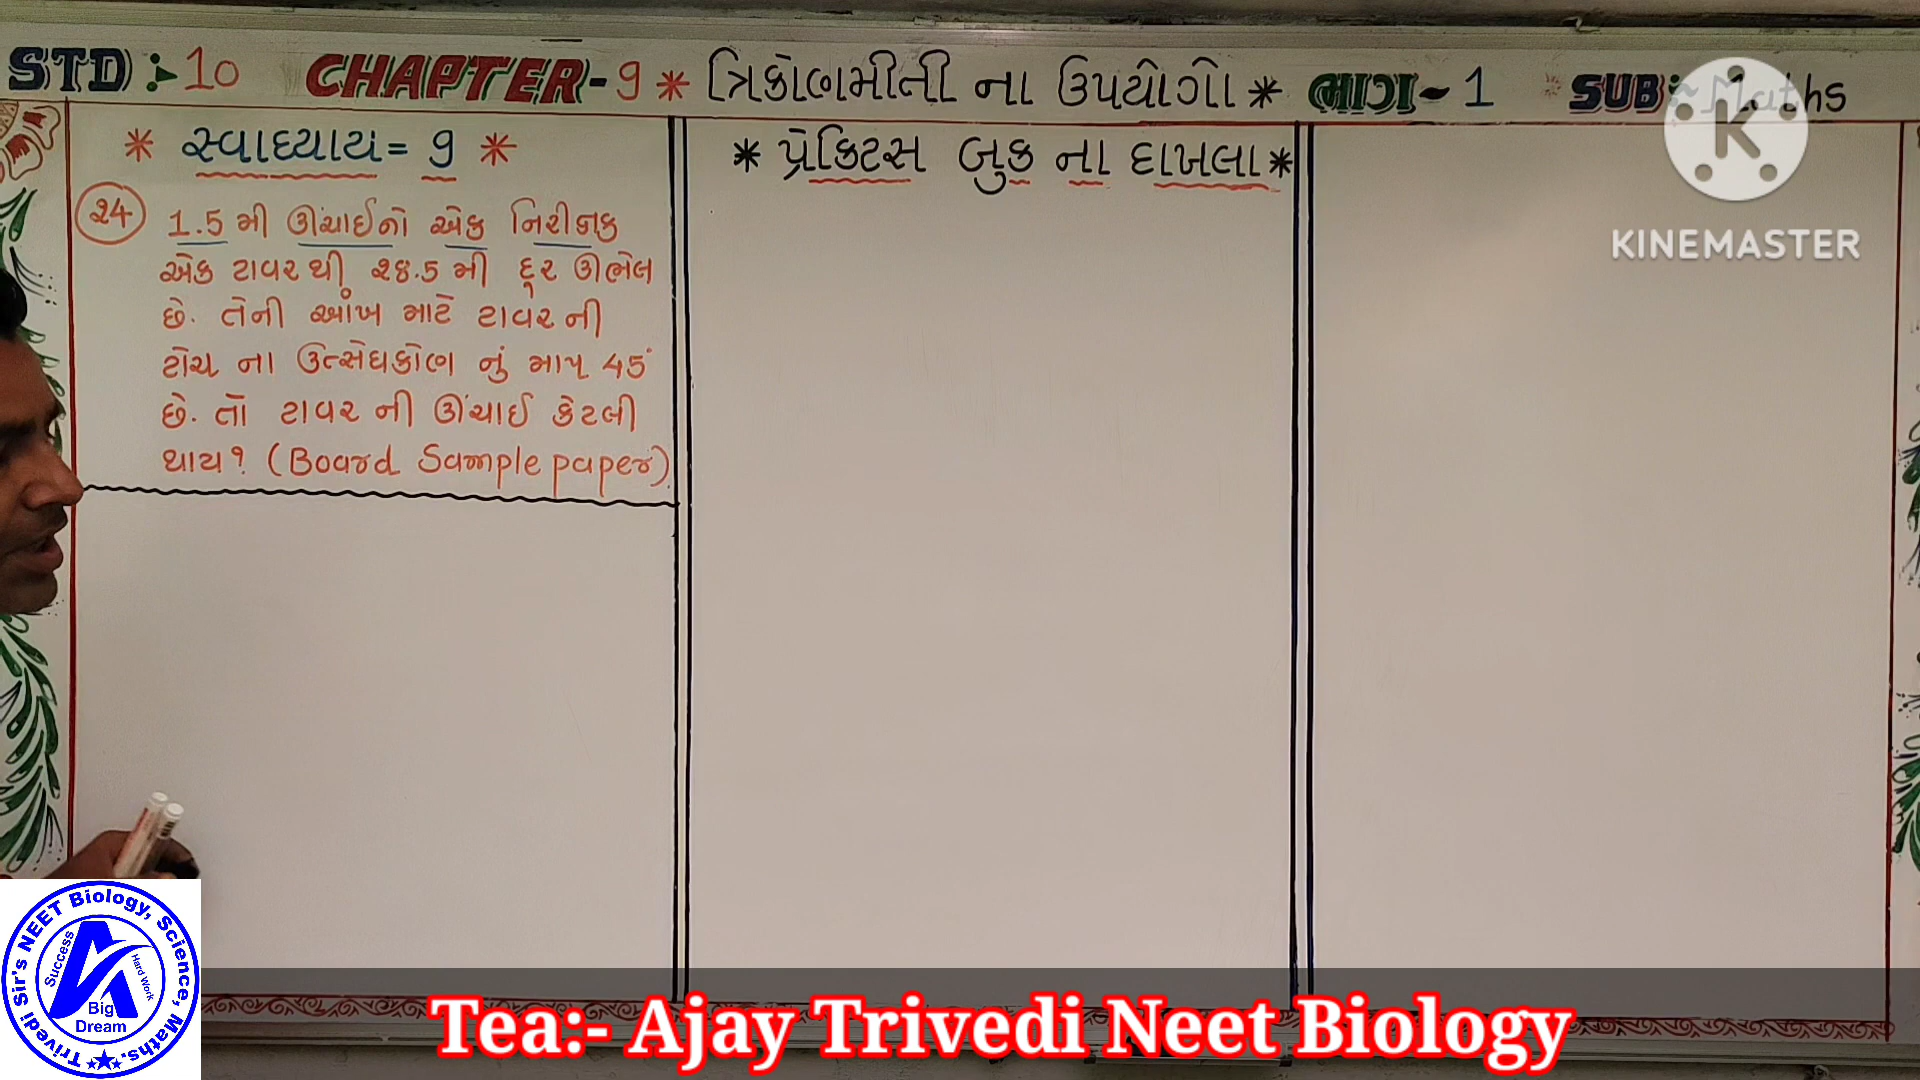 STD :- 10 CHAPTER - 9 * ત્રિકોણમીતી ના ઉપયોગો * ભાગ - 1 * SUB :- Maths
* સ્વાધ્યાય = 9 *
૨4 1.5 મી ઊંચાઈનો એક નિરીક્ષક
એક ટાવર થી ૨૪.5 મી દૂર ઊભેલ
છે. તેની આંખ માટે ટાવર ની
ટોચ ના ઉત્સેધકોણ નું માપ 45°
છે. તો ટાવર ની ઊંચાઈ કેટલી
થાય? (Board Sample paper)
* પ્રેક્ટિસ બુક ના દાખલા *
K
KINEMASTER
Trivedi Sir's NEET Biology, Science, Maths.
Success
Hard Work
Big
Dream
Tea:- Ajay Trivedi Neet Biology